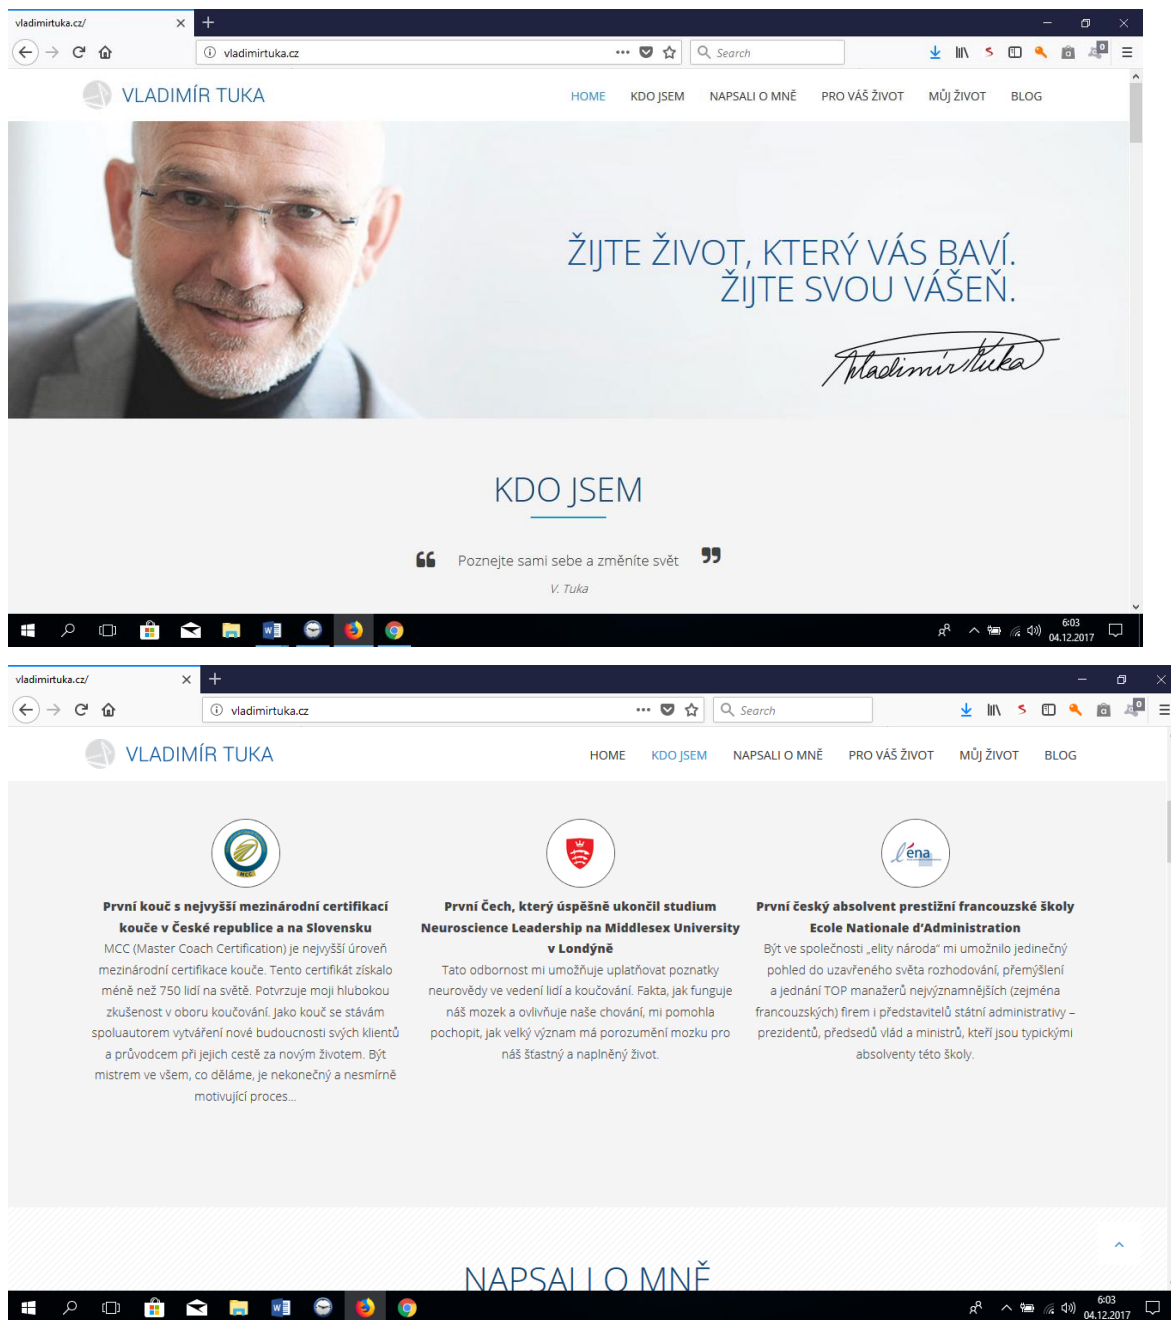 vladimirtuka.cz/
vladimirtuka.cz
Search
VLADIMÍR TUKA
HOME KDO JSEM NAPSALI O MNĚ PRO VÁŠ ŽIVOT MŮJ ŽIVOT BLOG
ŽIJTE ŽIVOT, KTERÝ VÁS BAVÍ.
ŽIJTE SVOU VÁŠEŇ.
Vladimír Tuka
KDO JSEM
Poznejte sami sebe a změníte svět
V. Tuka
6:03
04.12.2017
vladimirtuka.cz/
vladimirtuka.cz
Search
VLADIMÍR TUKA
HOME KDO JSEM NAPSALI O MNĚ PRO VÁŠ ŽIVOT MŮJ ŽIVOT BLOG
MCC
První kouč s nejvyšší mezinárodní certifikací
kouče v České republice a na Slovensku
MCC (Master Coach Certification) je nejvyšší úroveň
mezinárodní certifikace kouče. Tento certifikát získalo
méně než 750 lidí na světě. Potvrzuje moji hlubokou
zkušenost v oboru koučování. Jako kouč se stávám
spoluautorem vytváření nové budoucnosti svých klientů
a průvodcem při jejich cestě za novým životem. Být
mistrem ve všem, co děláme, je nekonečný a nesmírně
motivující proces...
První Čech, který úspěšně ukončil studium
Neuroscience Leadership na Middlesex University
v Londýně
Tato odbornost mi umožňuje uplatňovat poznatky
neurovědy ve vedení lidí a koučování. Fakta, jak funguje
náš mozek a ovlivňuje naše chování, mi pomohla
pochopit, jak velký význam má porozumění mozku pro
náš šťastný a naplněný život.
l'éna
První český absolvent prestižní francouzské školy
Ecole Nationale d'Administration
Být ve společnosti „elity národa“ mi umožnilo jedinečný
pohled do uzavřeného světa rozhodování, přemýšlení
a jednání TOP manažerů nejvýznamnějších (zejména
francouzských) firem i představitelů státní administrativy –
prezidentů, předsedů vlád a ministrů, kteří jsou typickými
absolventy této školy.
NAPSALI O MNĚ
6:03
04.12.2017